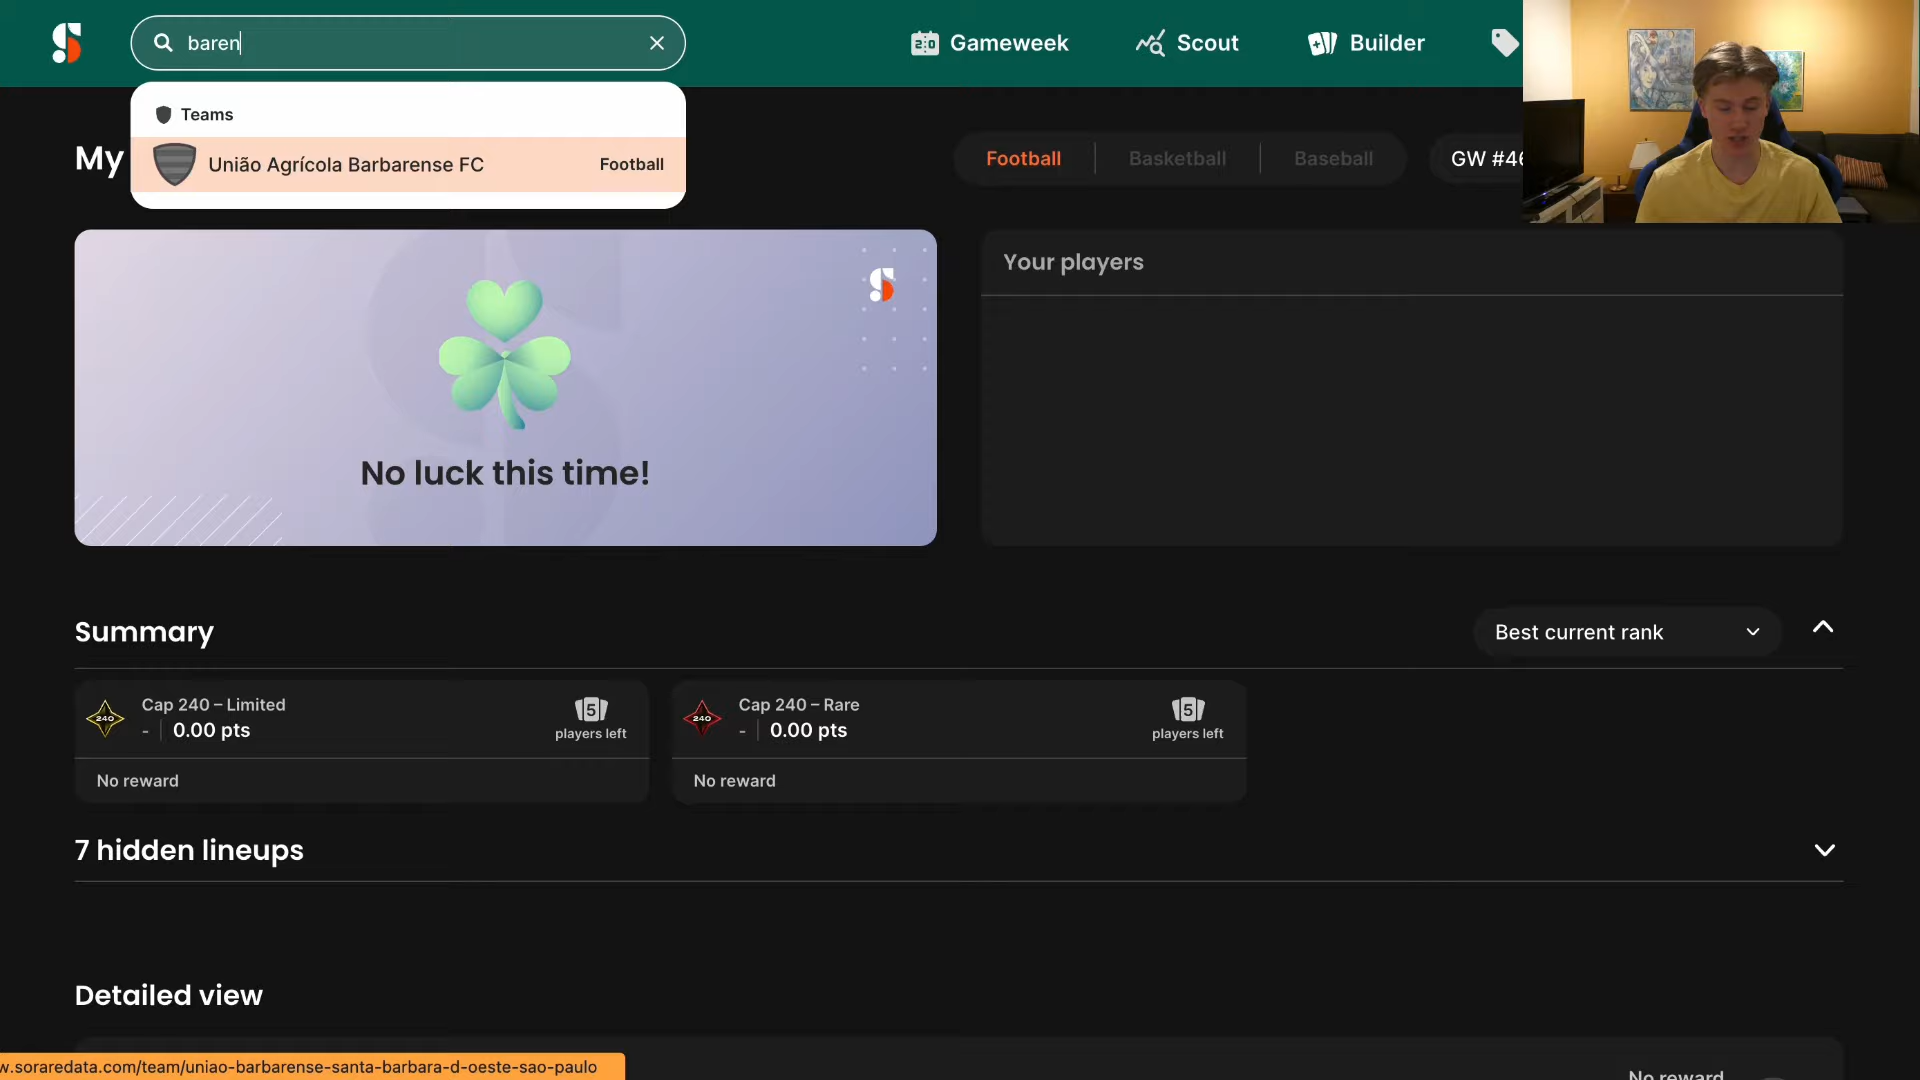 baren
Gameweek
Scout
Builder
Teams
União Agrícola Barbarense FC
Football
My
Football
Basketball
Baseball
GW #46
Your players
No luck this time!
Summary
Best current rank
240
Cap 240 – Limited
- 0.00 pts
5
players left
No reward
240
Cap 240 – Rare
- 0.00 pts
5
players left
No reward
7 hidden lineups
Detailed view
w.soraredata.com/team/uniao-barbarense-santa-barbara-d-oeste-sao-paulo
No reward